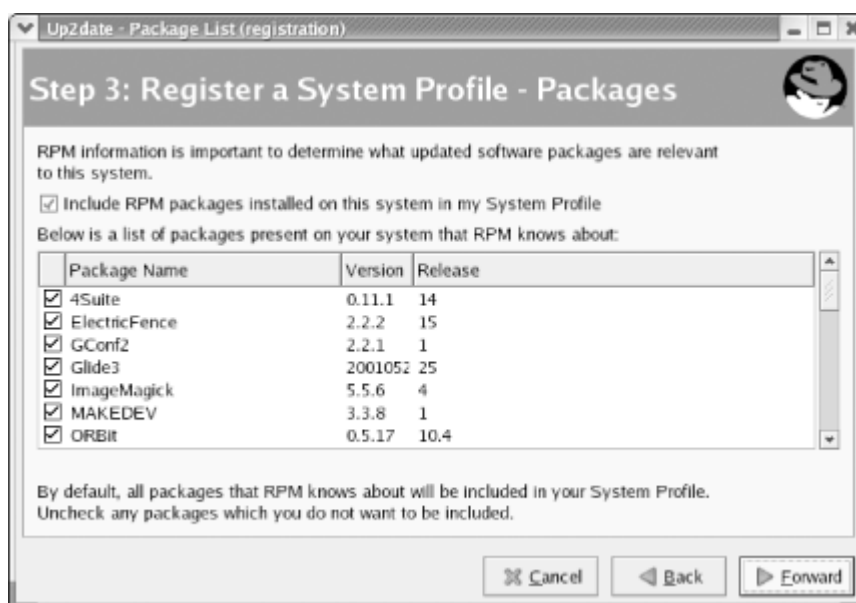 Up2date - Package List (registration)
Step 3: Register a System Profile - Packages
RPM information is important to determine what updated software packages are relevant
to this system.
Include RPM packages installed on this system in my System Profile
Below is a list of packages present on your system that RPM knows about:
Package Name Version Release
4Suite 0.11.1 14
ElectricFence 2.2.2 15
GConf2 2.2.1 1
Glide3 2001052 25
ImageMagick 5.5.6 4
MAKEDEV 3.3.8 1
ORBit 0.5.17 10.4
By default, all packages that RPM knows about will be included in your System Profile.
Uncheck any packages which you do not want to be included.
Cancel Back Forward